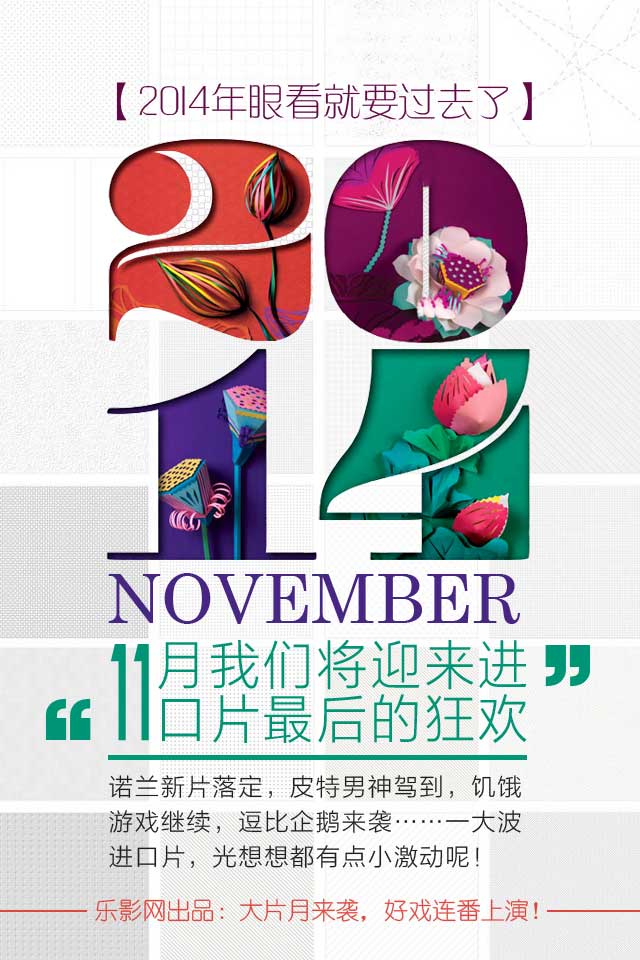 【2014年眼看就要过去了】
20
14
NOVEMBER
“11月我们将迎来进
口片最后的狂欢”
诺兰新片落定，皮特男神驾到，饥饿
游戏继续，逗比企鹅来袭……一大波
进口片，光想想都有点小激动呢！
乐影网出品：大片月来袭，好戏连番上演！